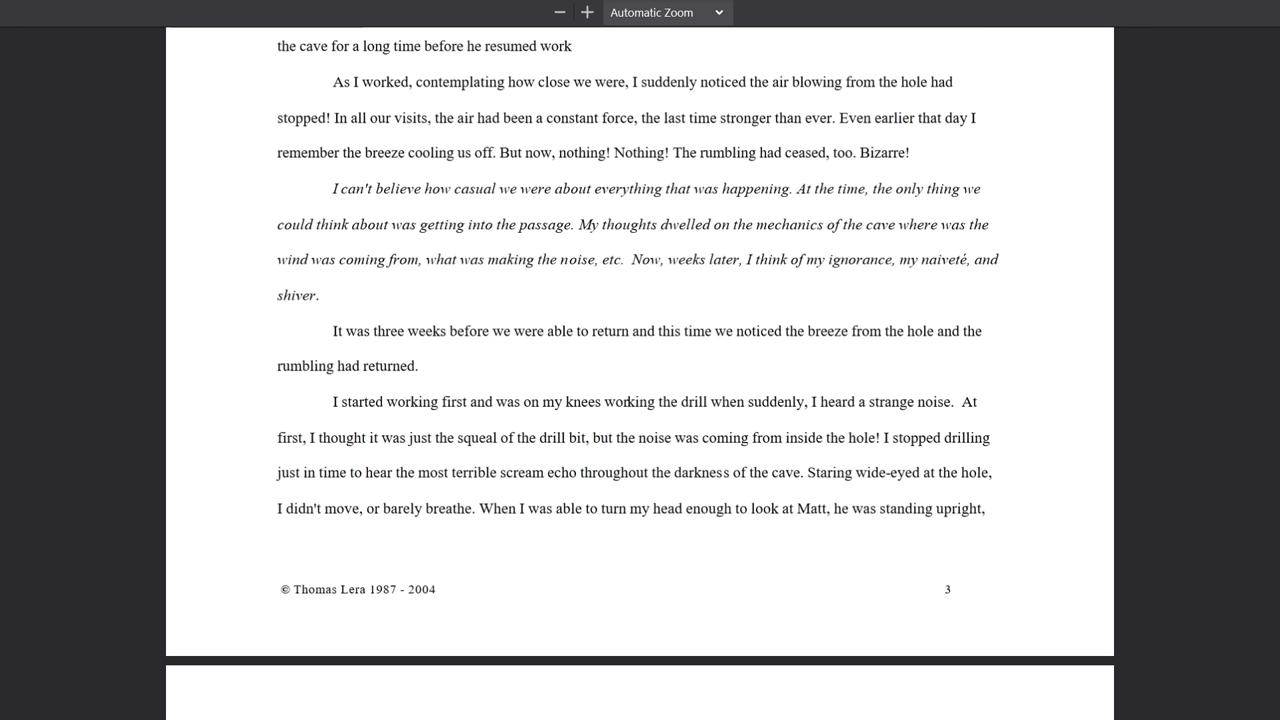 Automatic Zoom
the cave for a long time before he resumed work
As I worked, contemplating how close we were, I suddenly noticed the air blowing from the hole had
stopped! In all our visits, the air had been a constant force, the last time stronger than ever. Even earlier that day I
remember the breeze cooling us off. But now, nothing! Nothing! The rumbling had ceased, too. Bizarre!
I can't believe how casual we were about everything that was happening. At the time, the only thing we
could think about was getting into the passage. My thoughts dwelled on the mechanics of the cave where was the
wind was coming from, what was making the noise, etc.  Now, weeks later, I think of my ignorance, my naiveté, and
shiver.
It was three weeks before we were able to return and this time we noticed the breeze from the hole and the
rumbling had returned.
I started working first and was on my knees working the drill when suddenly, I heard a strange noise.  At
first, I thought it was just the squeal of the drill bit, but the noise was coming from inside the hole! I stopped drilling
just in time to hear the most terrible scream echo throughout the darkness of the cave. Staring wide-eyed at the hole,
I didn't move, or barely breathe. When I was able to turn my head enough to look at Matt, he was standing upright,
© Thomas Lera 1987 - 2004 3